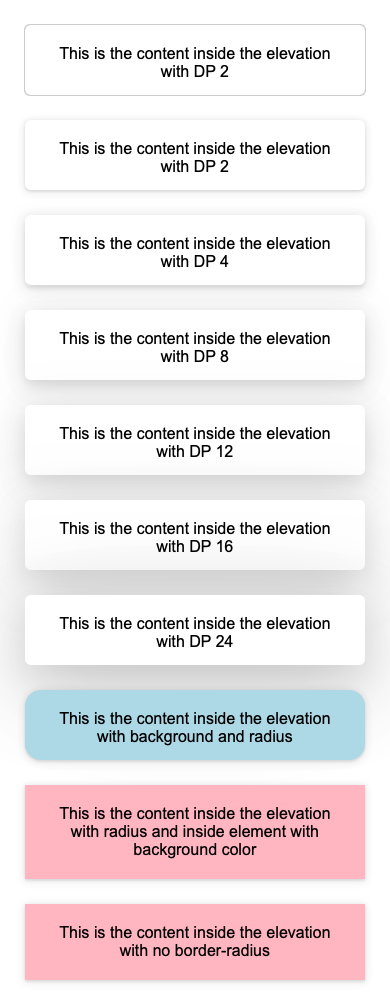 This is the content inside the elevation
with DP 2
This is the content inside the elevation
with DP 2
This is the content inside the elevation
with DP 4
This is the content inside the elevation
with DP 8
This is the content inside the elevation
with DP 12
This is the content inside the elevation
with DP 16
This is the content inside the elevation
with DP 24
This is the content inside the elevation
with background and radius
This is the content inside the elevation
with radius and inside element with
background color
This is the content inside the elevation
with no border-radius